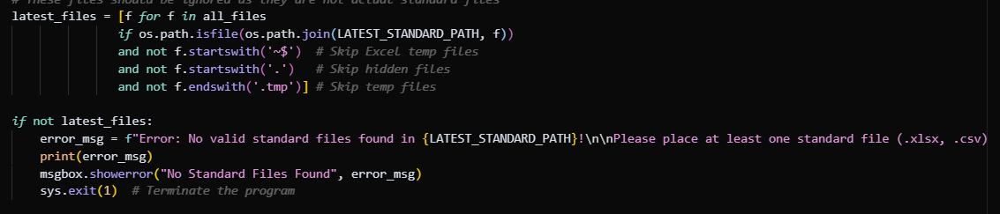 # These files should be ignored as they are not actual standard files
latest_files = [f for f in all_files
if os.path.isfile(os.path.join(LATEST_STANDARD_PATH, f))
and not f.startswith('~$')  # Skip Excel temp files
and not f.startswith('.')   # Skip hidden files
and not f.endswith('.tmp')] # Skip temp files
if not latest_files:
error_msg = f"Error: No valid standard files found in {LATEST_STANDARD_PATH}!\n\nPlease place at least one standard file (.xlsx, .csv)
print(error_msg)
msgbox.showerror("No Standard Files Found", error_msg)
sys.exit(1)  # Terminate the program